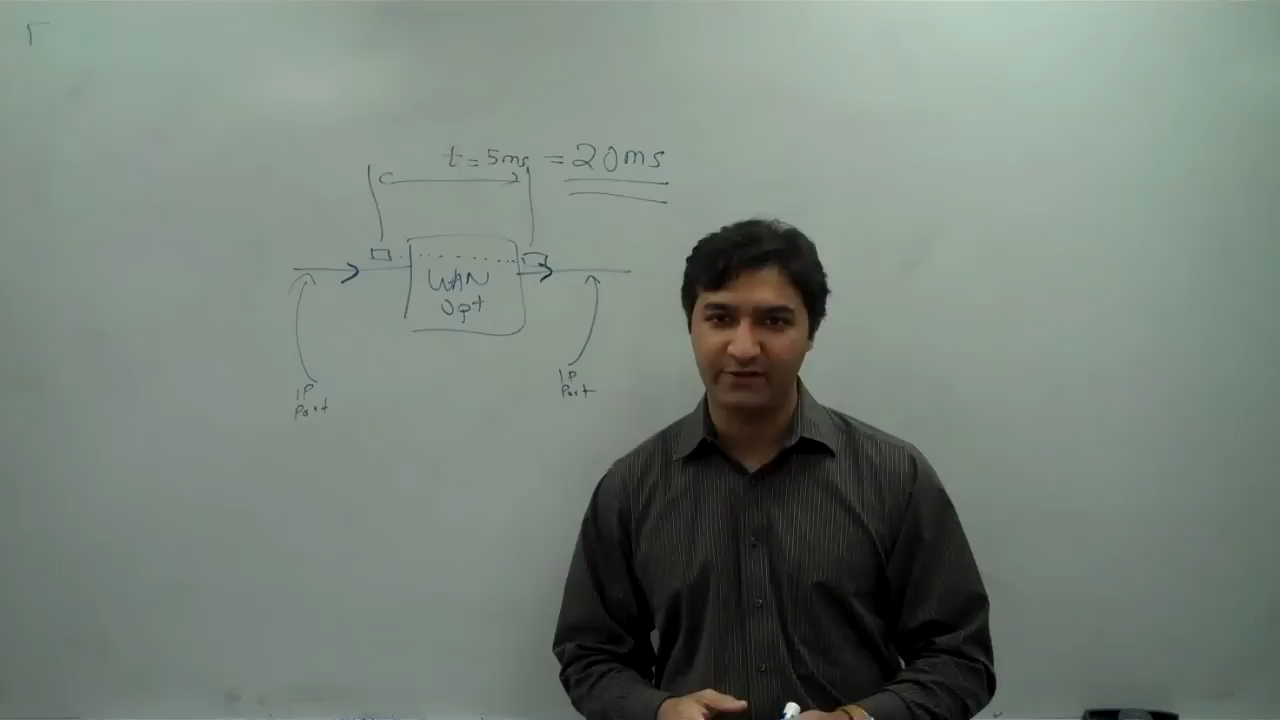 t = 5ms = 20ms
WAN
Opt
IP
Port
IP
Port